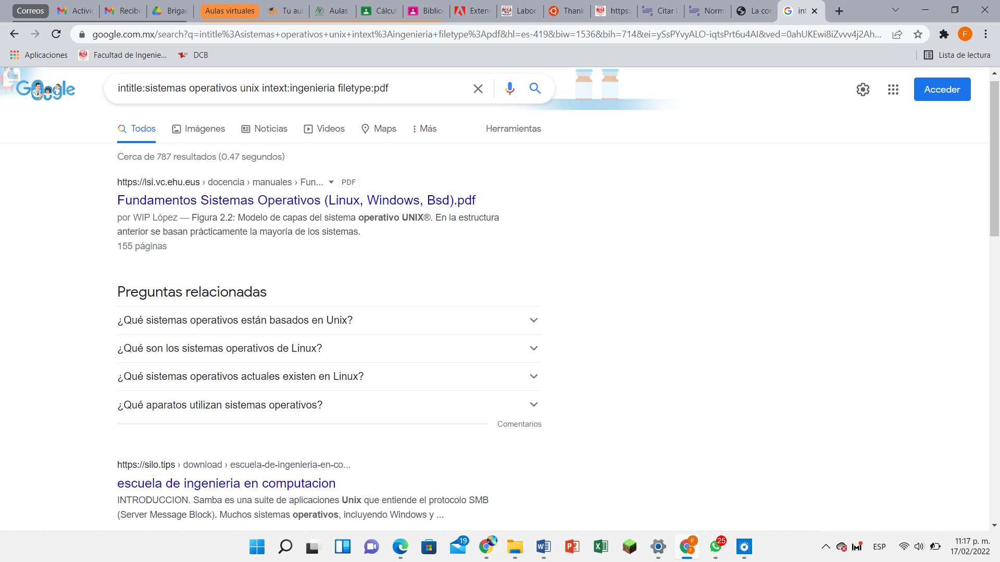 Correos Activic Recibi Brigac Aulas virtuales Tu aul Aulas Cálcul Biblio Exten Labor Thank https: Citar Norm La cor int
google.com.mx/search?q=intitle%3Asistemas+operativos+unix+intext%3Aingenieria+filetype%3Apdf&hl=es-419&biw=1536&bih=714&ei=ySsPYvyALO-iqtsPrt6u4AI&ved=0ahUKEwi8iZvvv4j2Ah... F
Aplicaciones Facultad de Ingenie... DCB Lista de lectura
Google intitle:sistemas operativos unix intext:ingenieria filetype:pdf Acceder
Todos Imágenes Noticias Videos Maps Más Herramientas
Cerca de 787 resultados (0.47 segundos)
https://lsi.vc.ehu.eus › docencia › manuales › Fun... PDF
Fundamentos Sistemas Operativos (Linux, Windows, Bsd).pdf
por WIP López — Figura 2.2: Modelo de capas del sistema operativo UNIX®. En la estructura
anterior se basan prácticamente la mayoría de los sistemas.
155 páginas
Preguntas relacionadas
¿Qué sistemas operativos están basados en Unix?
¿Qué son los sistemas operativos de Linux?
¿Qué sistemas operativos actuales existen en Linux?
¿Qué aparatos utilizan sistemas operativos?
Comentarios
https://silo.tips › download › escuela-de-ingenieria-en-co...
escuela de ingenieria en computacion
INTRODUCCION. Samba es una suite de aplicaciones Unix que entiende el protocolo SMB
(Server Message Block). Muchos sistemas operativos, incluyendo Windows y ...
19 25 ESP 11:17 p. m.
17/02/2022